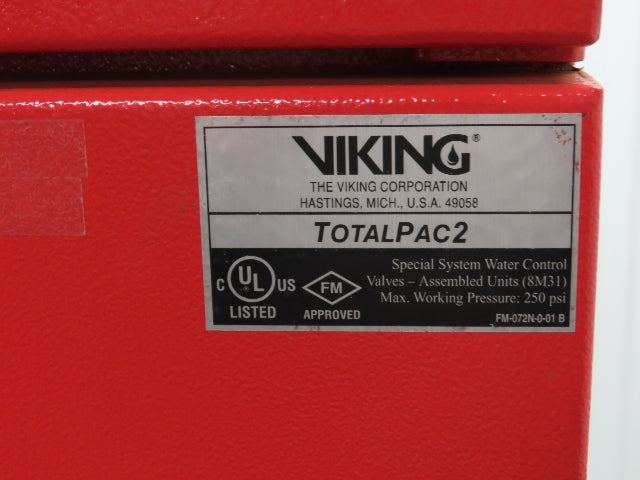 VIKING®
THE VIKING CORPORATION
HASTINGS, MICH., U.S.A. 49058
TOTALPAC2
C UL US
LISTED
FM
APPROVED
Special System Water Control
Valves – Assembled Units (8M31)
Max. Working Pressure: 250 psi
FM-072N-0-01 B